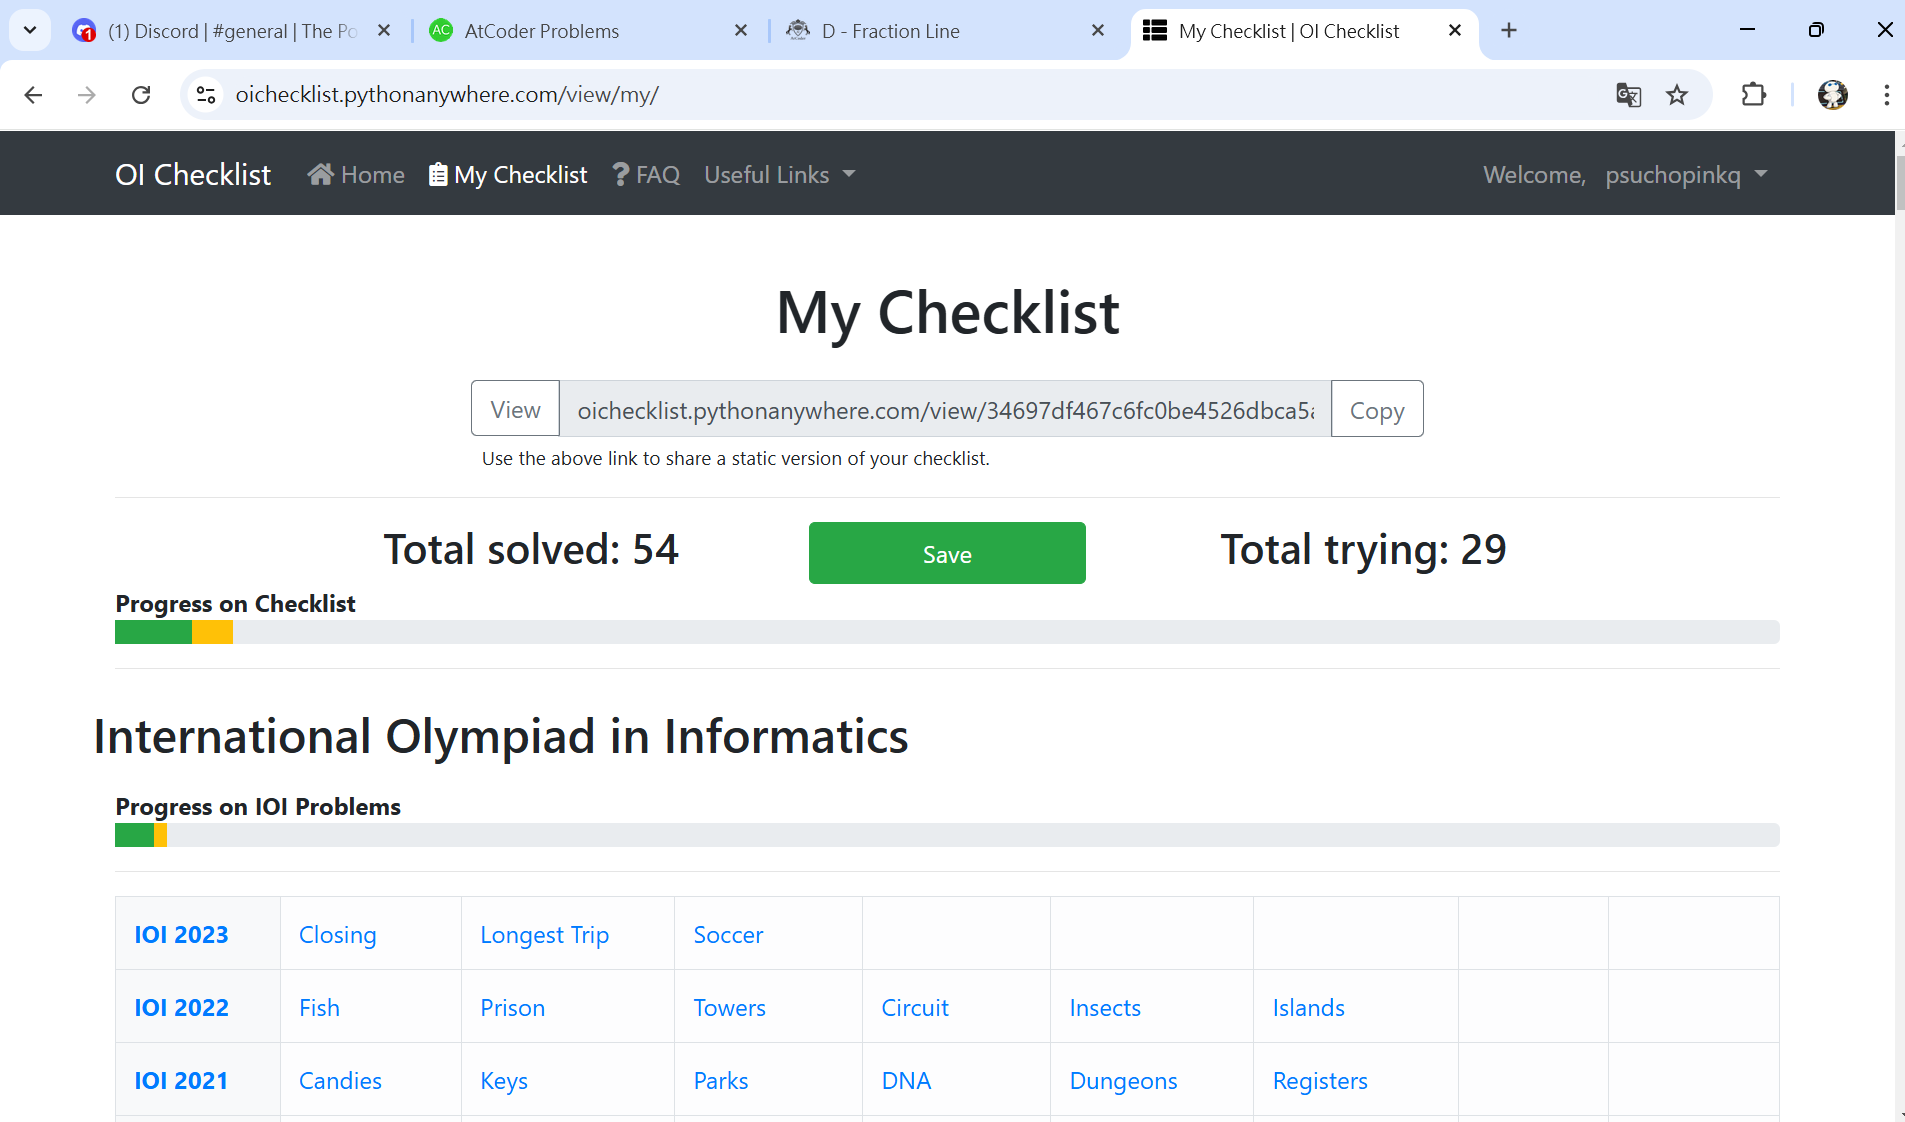 (1) Discord | #general | The Po
AC AtCoder Problems
D - Fraction Line
My Checklist | OI Checklist
oichecklist.pythonanywhere.com/view/my/
OI Checklist Home My Checklist ? FAQ Useful Links Welcome, psuchopinkq
My Checklist
View oichecklist.pythonanywhere.com/view/34697df467c6fc0be4526dbca5a Copy
Use the above link to share a static version of your checklist.
Total solved: 54 Save Total trying: 29
Progress on Checklist
International Olympiad in Informatics
Progress on IOI Problems
IOI 2023 Closing Longest Trip Soccer
IOI 2022 Fish Prison Towers Circuit Insects Islands
IOI 2021 Candies Keys Parks DNA Dungeons Registers